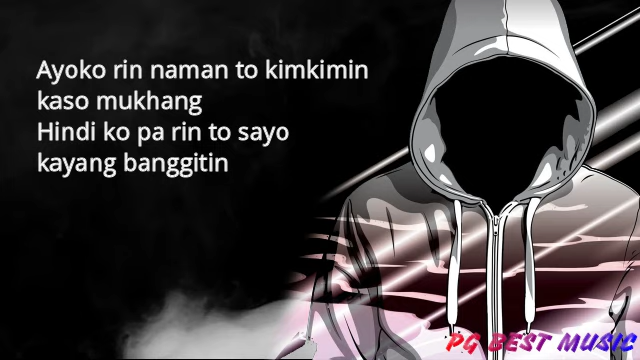 Ayoko rin naman to kimkimin
kaso mukhang
Hindi ko pa rin to sayo
kayang banggitin
PG BEST MUSIC